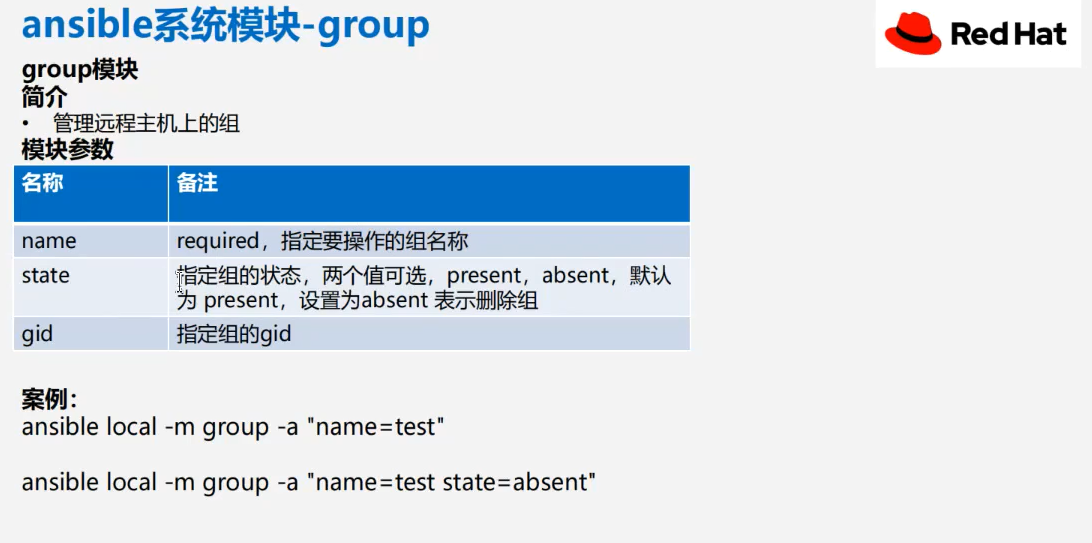 ansible系统模块-group
Red Hat
group模块
简介
• 管理远程主机上的组
模块参数
名称 备注
name required，指定要操作的组名称
state 指定组的状态，两个值可选，present，absent，默认
为 present，设置为absent 表示删除组
gid 指定组的gid
案例：
ansible local -m group -a "name=test"
ansible local -m group -a "name=test state=absent"